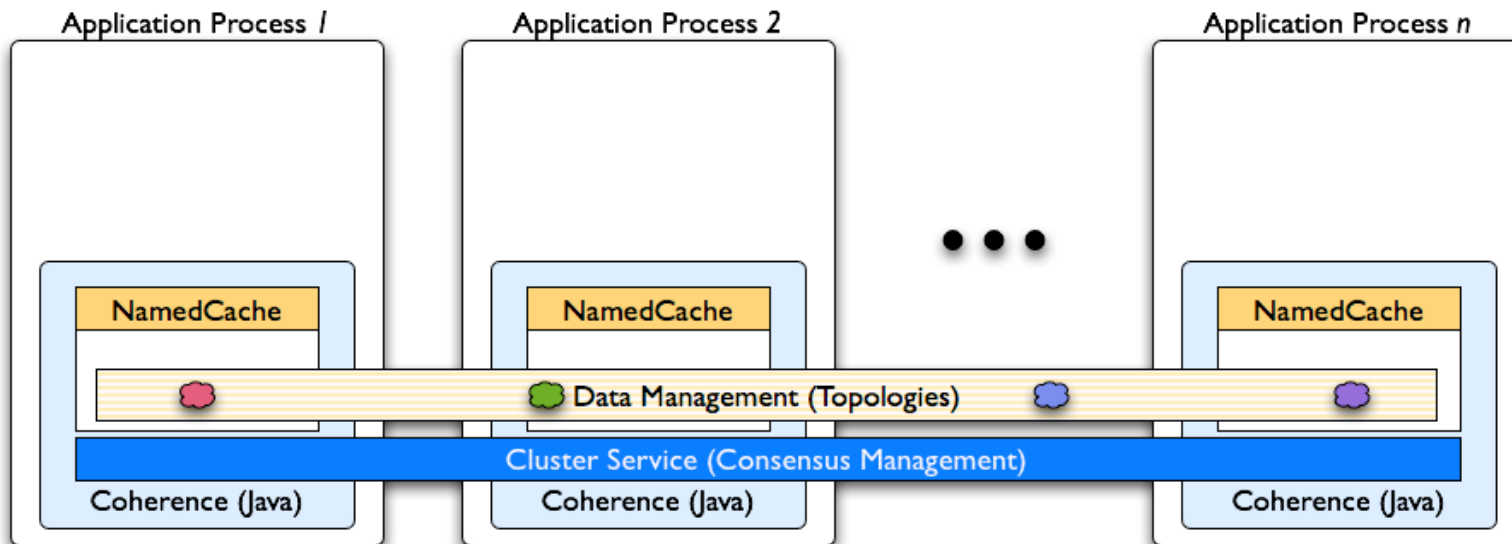 Application Process 1
Application Process 2
Application Process n
NamedCache
NamedCache
NamedCache
Data Management (Topologies)
Cluster Service (Consensus Management)
Coherence (Java)
Coherence (Java)
Coherence (Java)